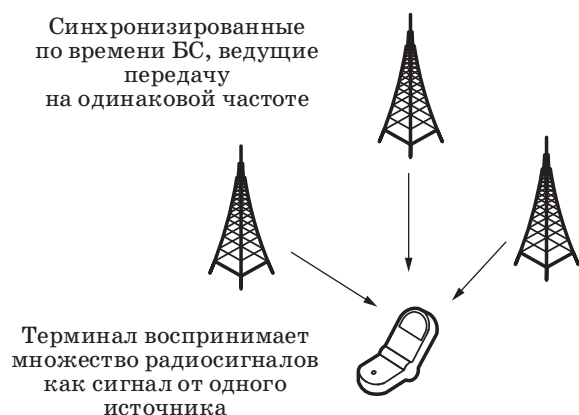 Синхронизированные
по времени БС, ведущие
передачу
на одинаковой частоте
Терминал воспринимает
множество радиосигналов
как сигнал от одного
источника